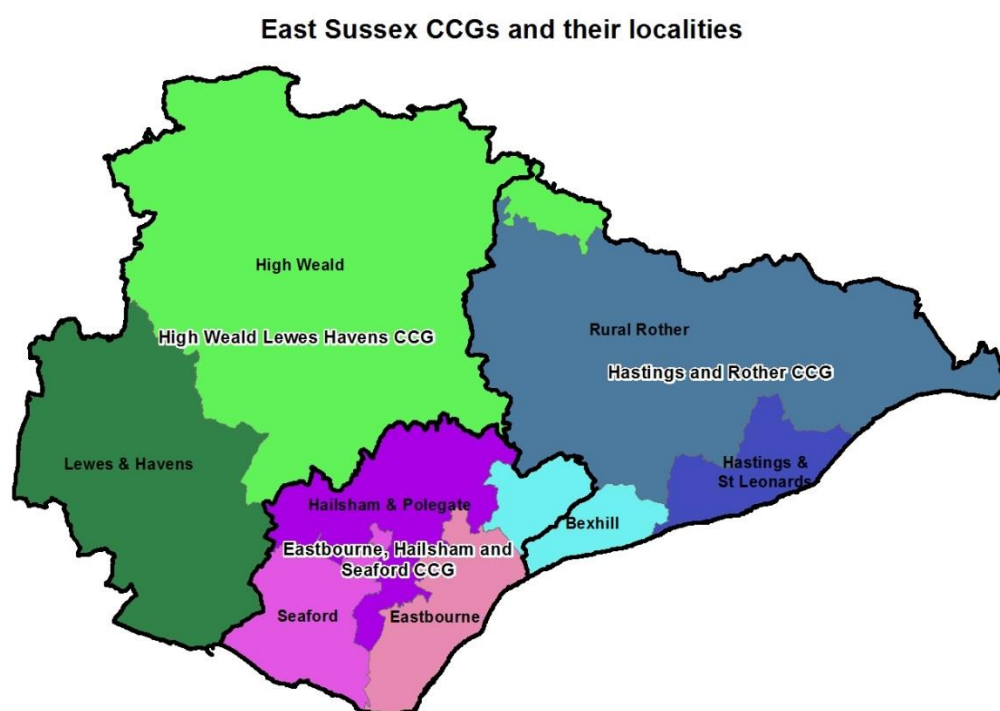 East Sussex CCGs and their localities
High Weald
High Weald Lewes Havens CCG
Rural Rother
Hastings and Rother CCG
Lewes & Havens
Hastings &
St Leonards
Hailsham & Polegate
Bexhill
Eastbourne, Hailsham and
Seaford CCG
Seaford
Eastbourne